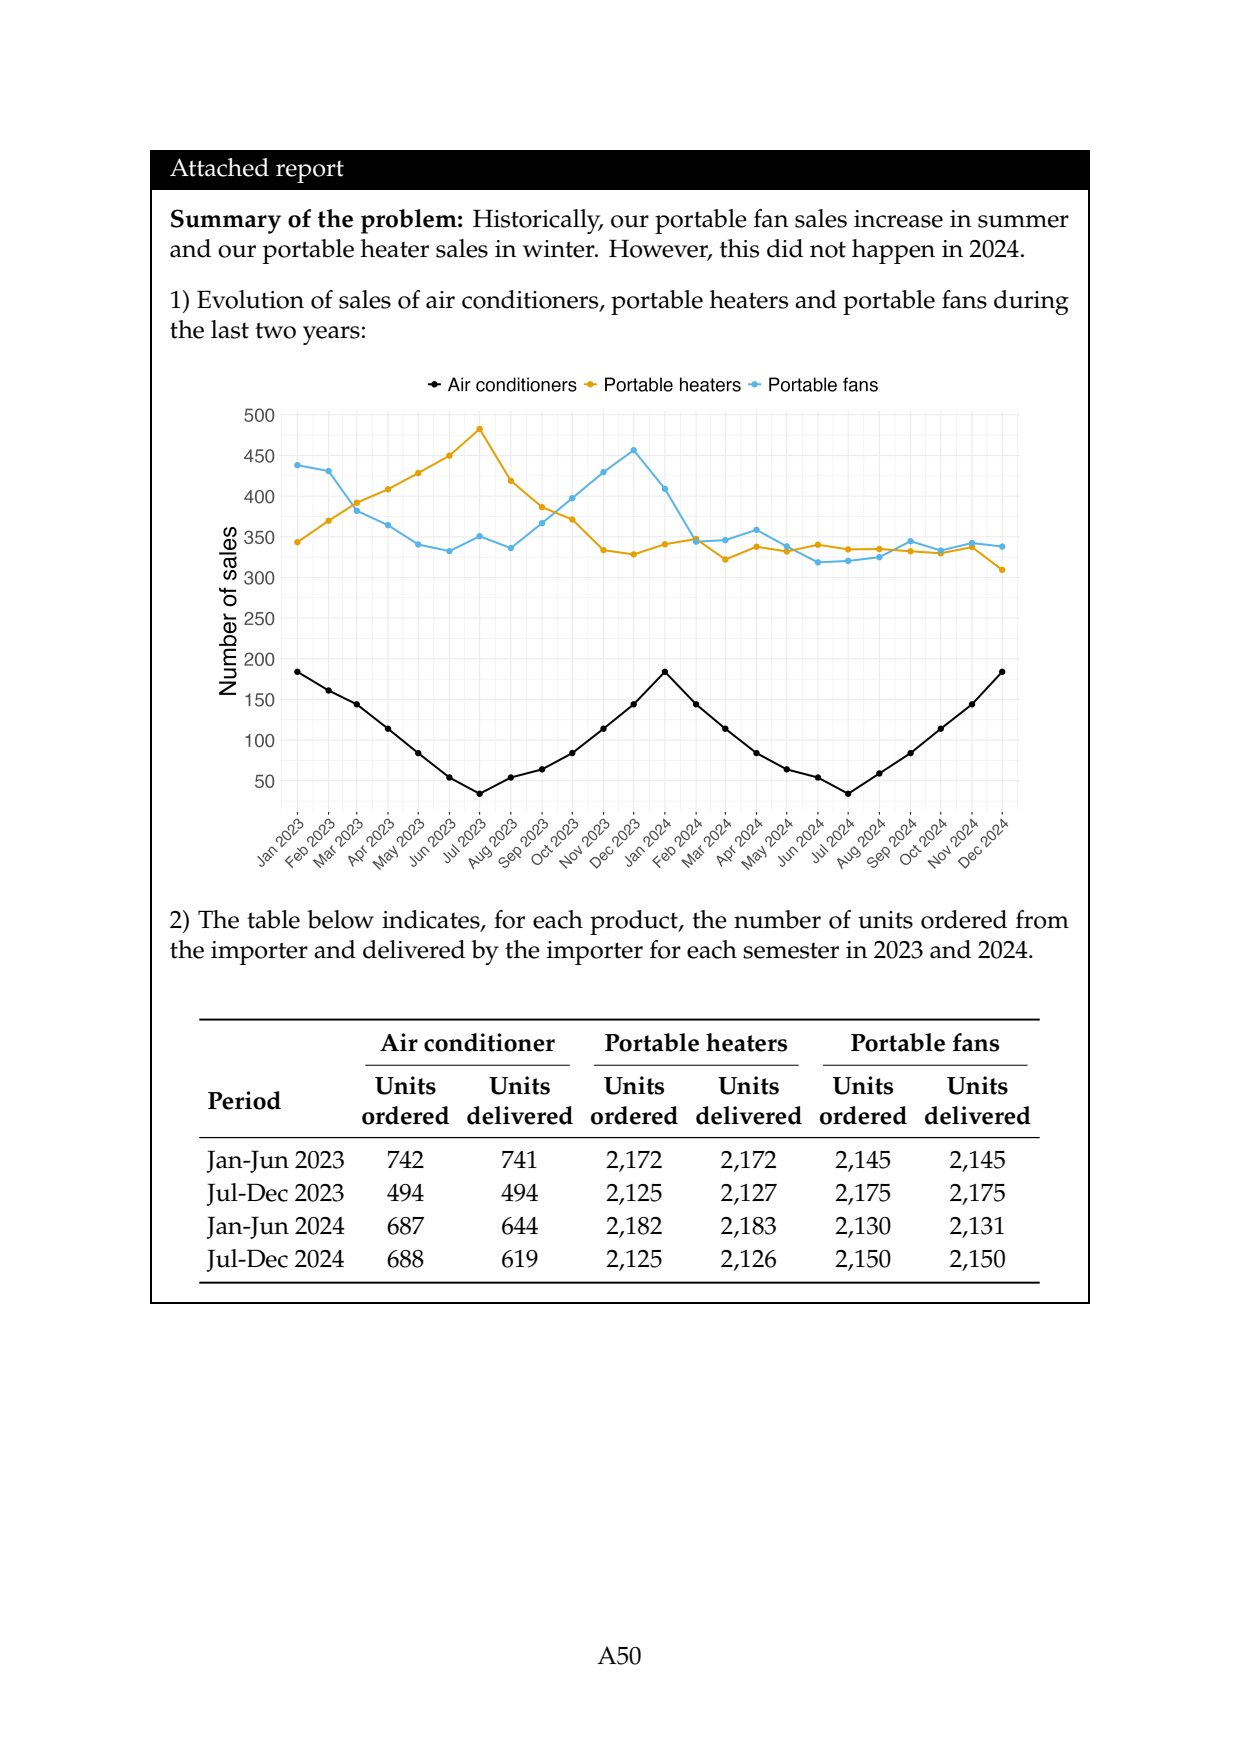 Attached report
Summary of the problem: Historically, our portable fan sales increase in summer
and our portable heater sales in winter. However, this did not happen in 2024.
1) Evolution of sales of air conditioners, portable heaters and portable fans during
the last two years:
Air conditioners Portable heaters Portable fans
500
450
400
350
300
250
200
150
100
50
Number of sales
Jan 2023
Feb 2023
Mar 2023
Apr 2023
May 2023
Jun 2023
Jul 2023
Aug 2023
Sep 2023
Oct 2023
Nov 2023
Dec 2023
Jan 2024
Feb 2024
Mar 2024
Apr 2024
May 2024
Jun 2024
Jul 2024
Aug 2024
Sep 2024
Oct 2024
Nov 2024
Dec 2024
2) The table below indicates, for each product, the number of units ordered from
the importer and delivered by the importer for each semester in 2023 and 2024.
Air conditioner Portable heaters Portable fans
Period Units ordered Units delivered Units ordered Units delivered Units ordered Units delivered
Jan-Jun 2023 742 741 2,172 2,172 2,145 2,145
Jul-Dec 2023 494 494 2,125 2,127 2,175 2,175
Jan-Jun 2024 687 644 2,182 2,183 2,130 2,131
Jul-Dec 2024 688 619 2,125 2,126 2,150 2,150
A50